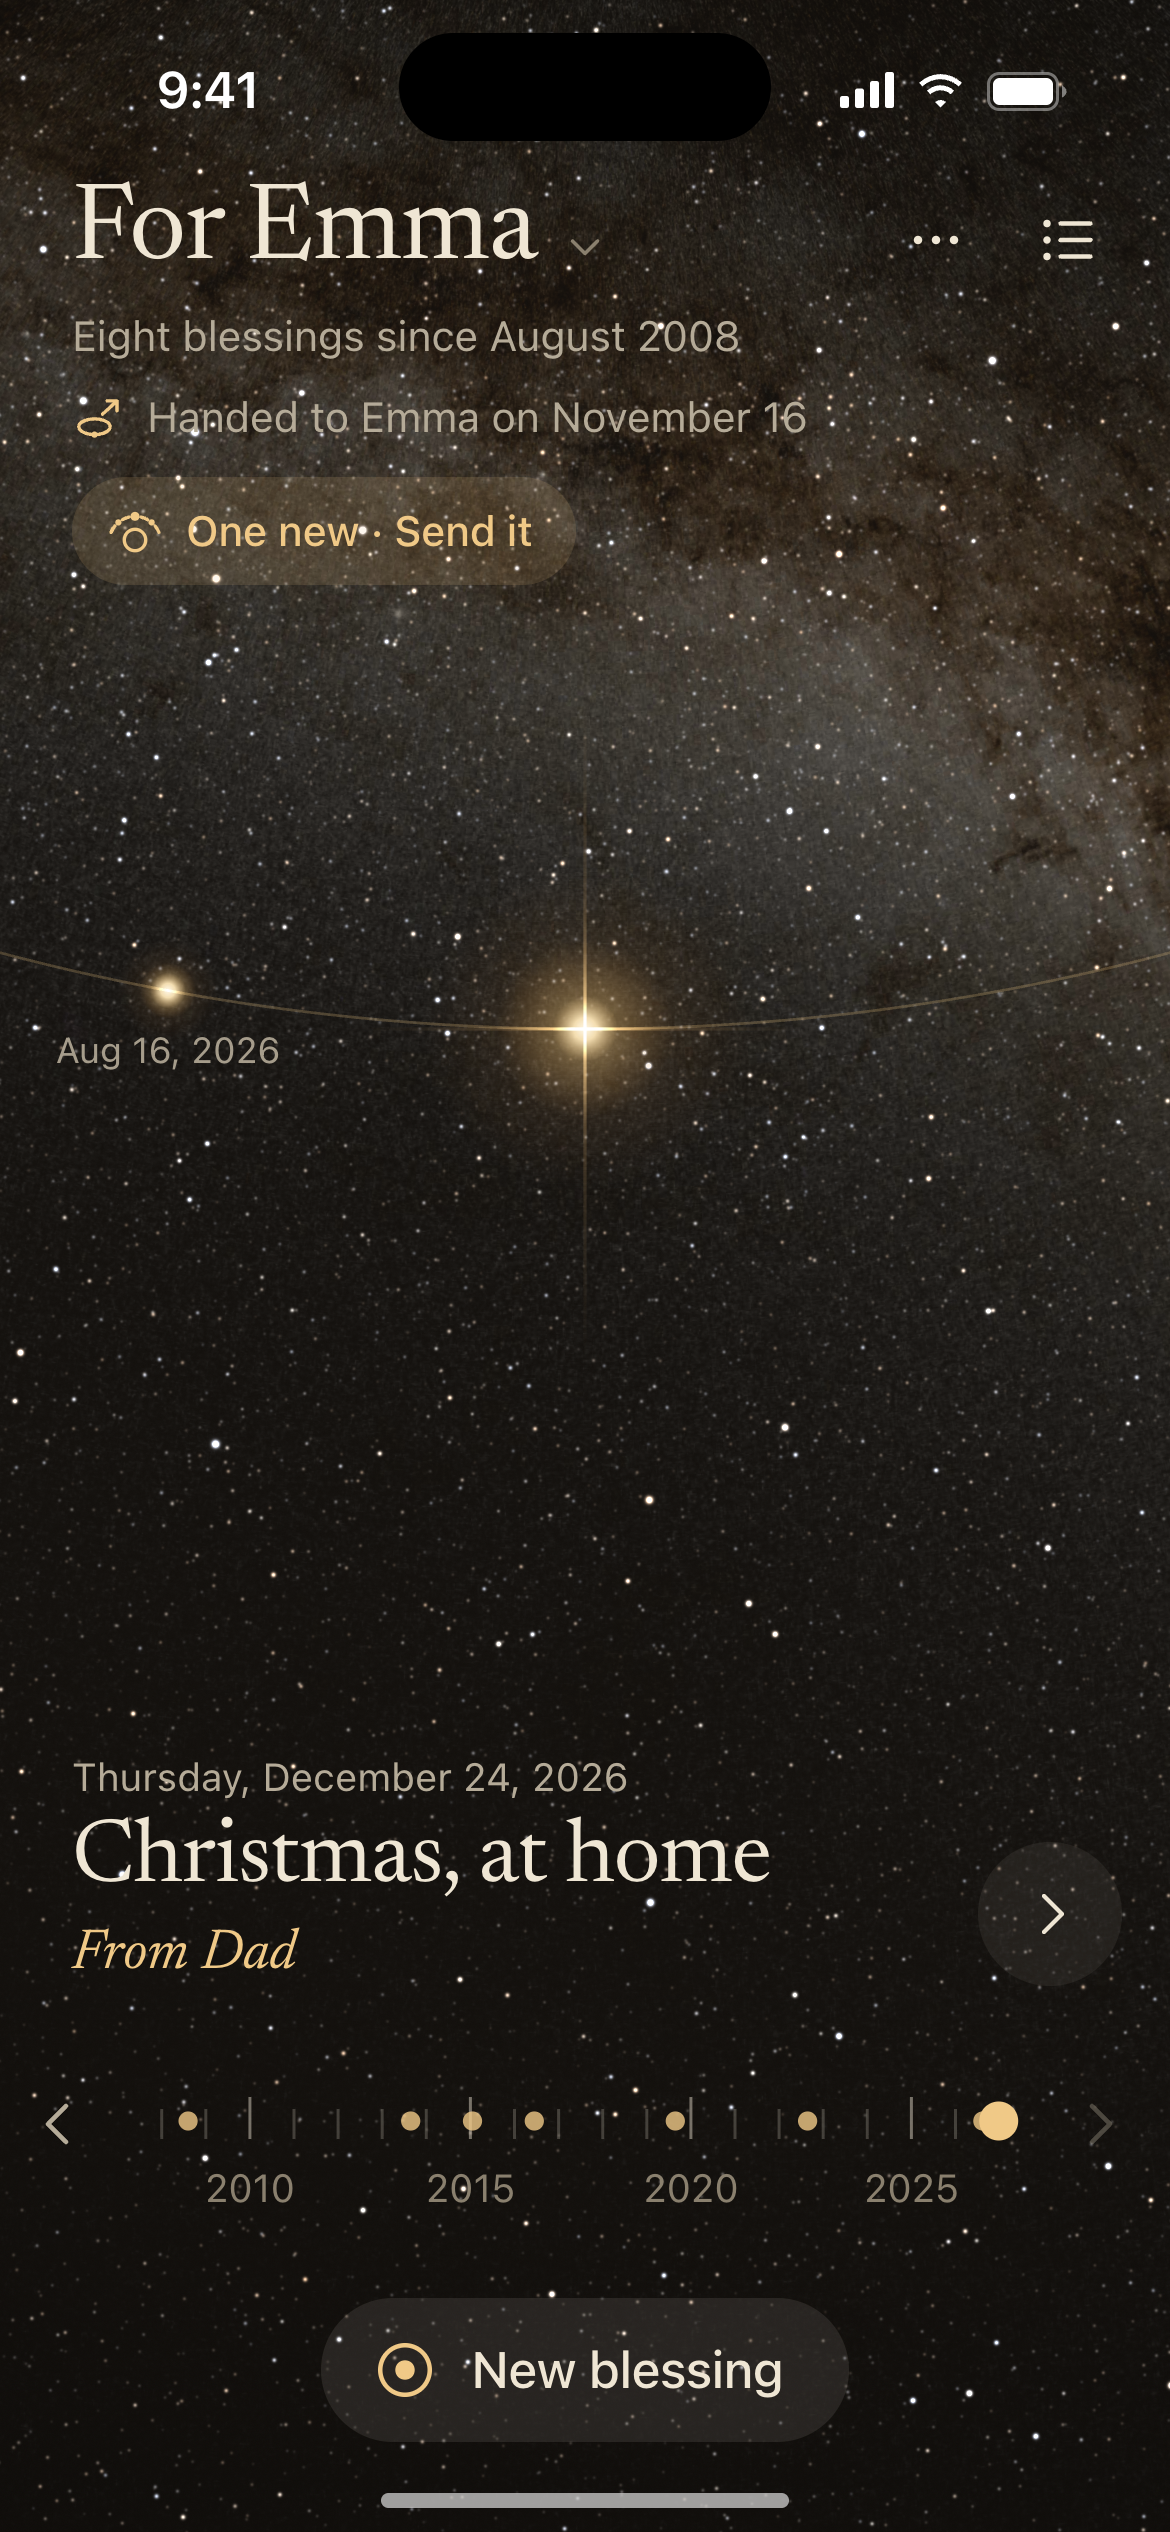 9:41
For Emma
Eight blessings since August 2008
Handed to Emma on November 16
One new · Send it
Aug 16, 2026
Thursday, December 24, 2026
Christmas, at home
From Dad
2010 2015 2020 2025
New blessing